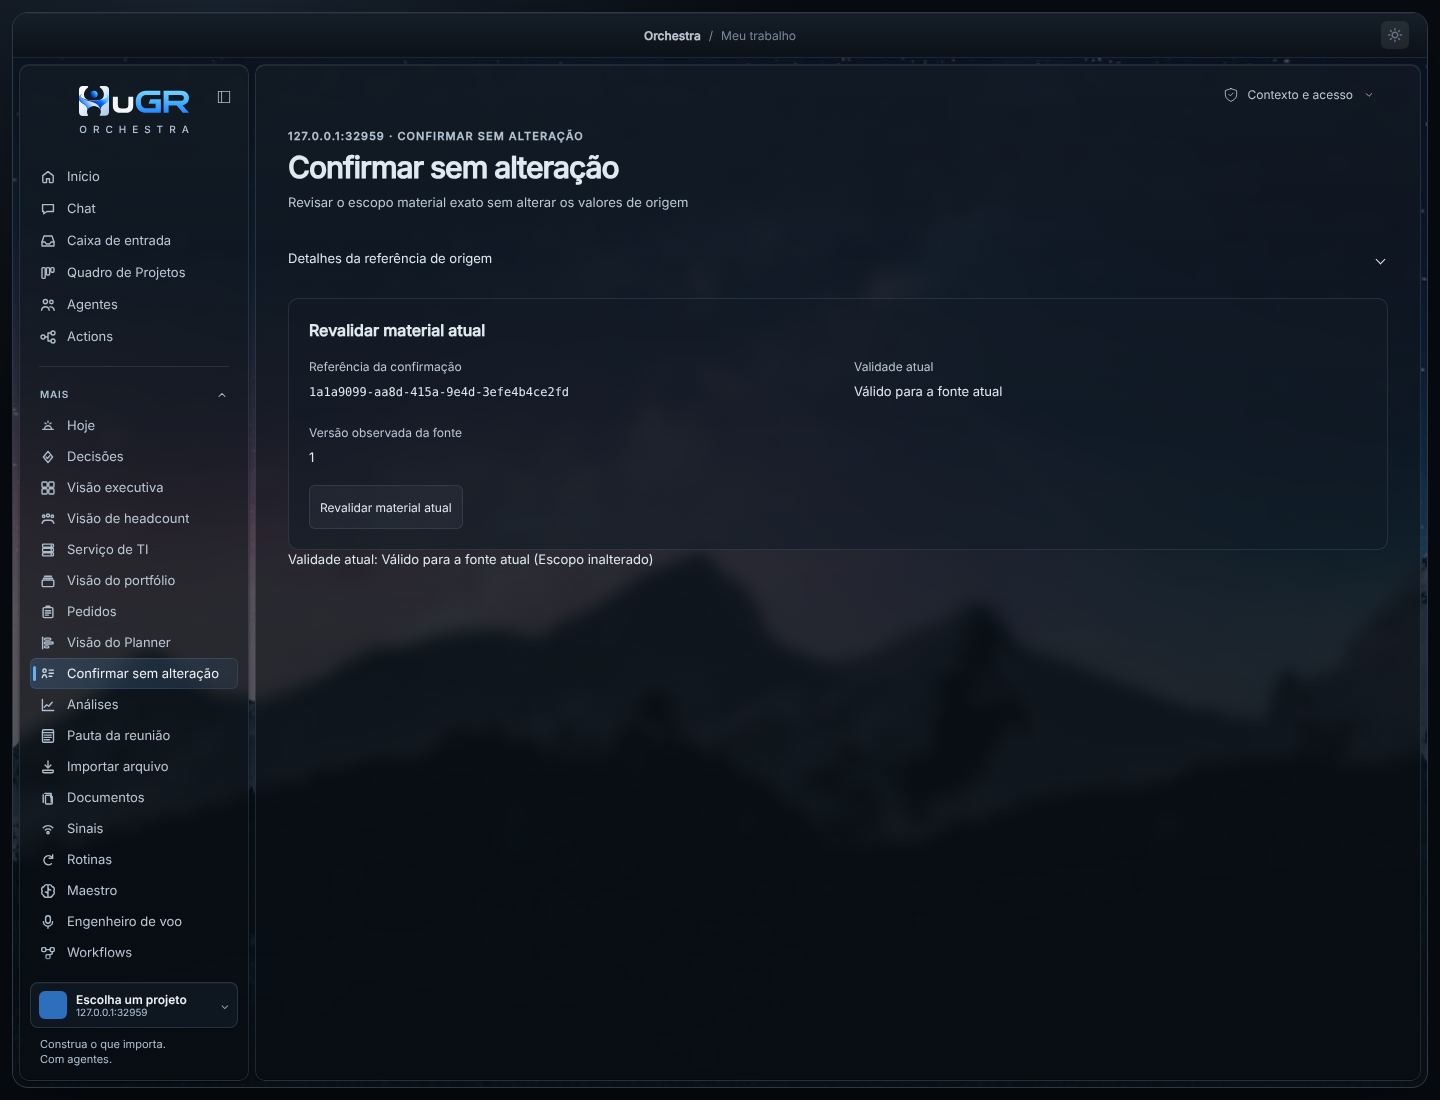 Orchestra / Meu trabalho
HuGR
ORCHESTRA
Início
Chat
Caixa de entrada
Quadro de Projetos
Agentes
Actions
MAIS
Hoje
Decisões
Visão executiva
Visão de headcount
Serviço de TI
Visão do portfólio
Pedidos
Visão do Planner
Confirmar sem alteração
Análises
Pauta da reunião
Importar arquivo
Documentos
Sinais
Rotinas
Maestro
Engenheiro de voo
Workflows
Escolha um projeto
127.0.0.1:32959
Construa o que importa.
Com agentes.
Contexto e acesso
127.0.0.1:32959 · CONFIRMAR SEM ALTERAÇÃO
Confirmar sem alteração
Revisar o escopo material exato sem alterar os valores de origem
Detalhes da referência de origem
Revalidar material atual
Referência da confirmação
1a1a9099-aa8d-415a-9e4d-3efe4b4ce2fd
Validade atual
Válido para a fonte atual
Versão observada da fonte
1
Revalidar material atual
Validade atual: Válido para a fonte atual (Escopo inalterado)